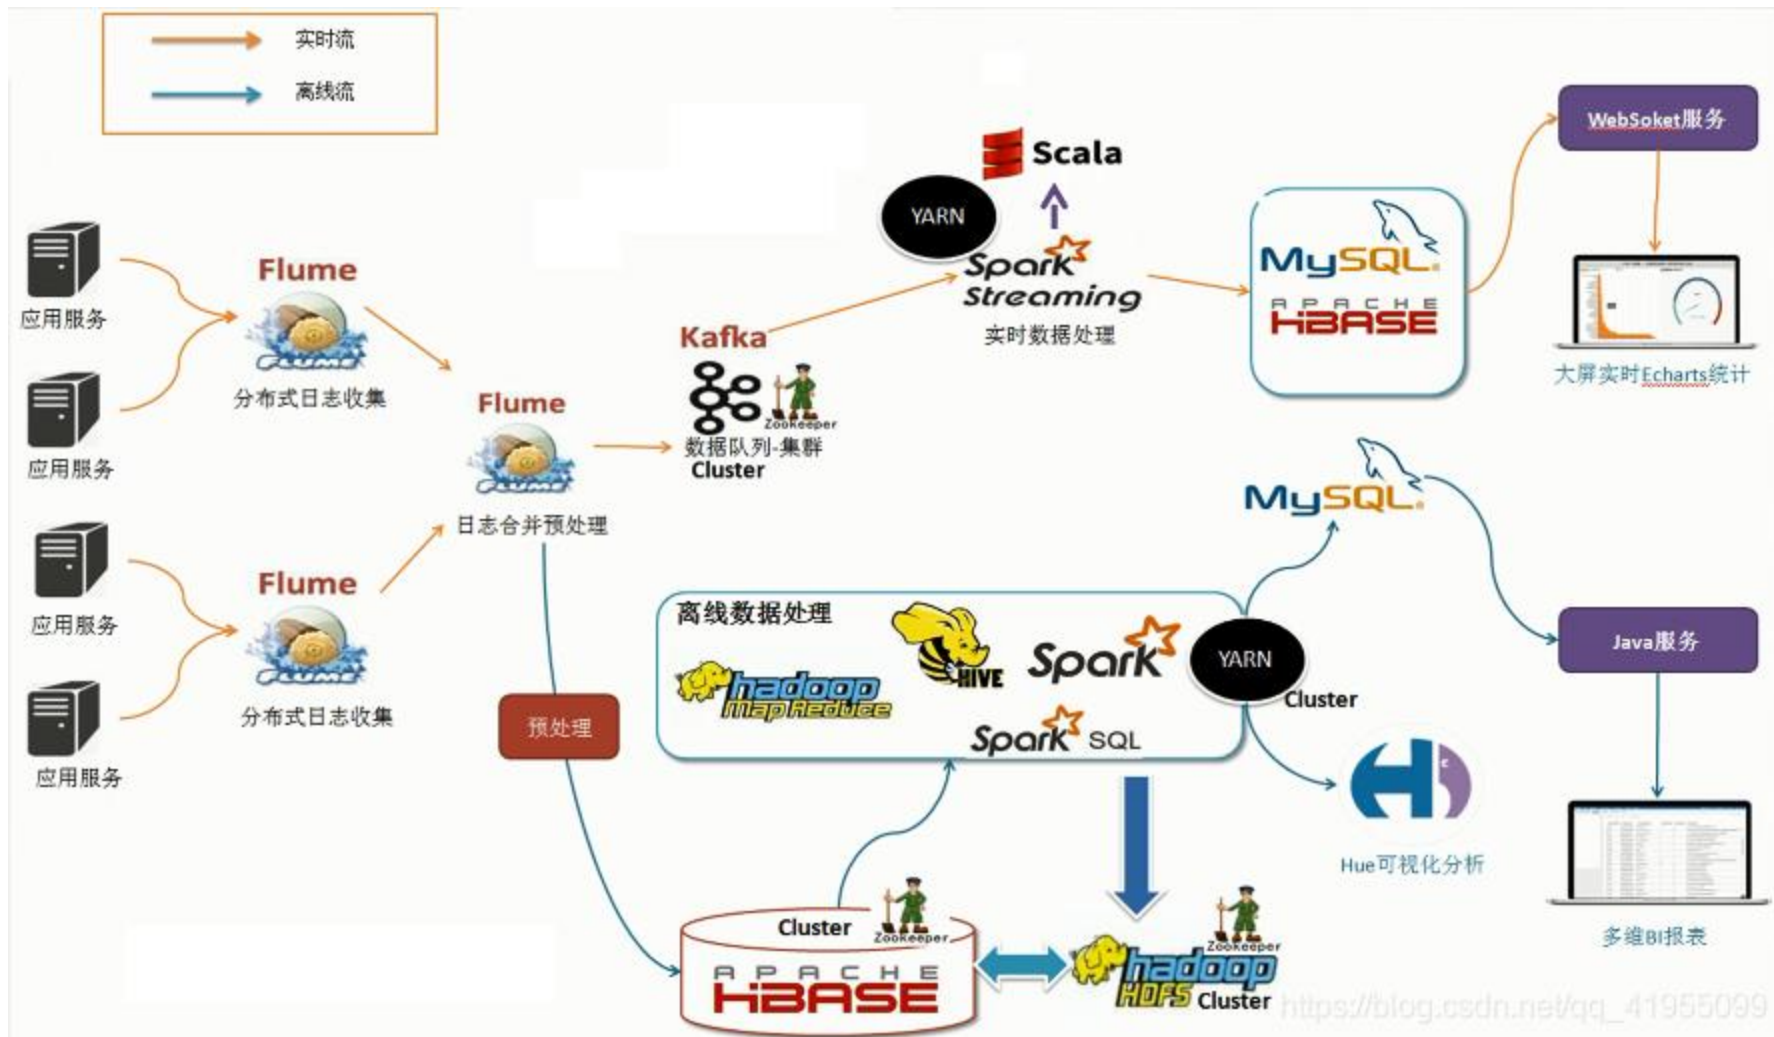 实时流
离线流
WebSoket服务
Scala
YARN
Spark
Streaming
实时数据处理
MySQL
APACHE
HBASE
大屏实时Echarts统计
应用服务
应用服务
应用服务
应用服务
Flume
FLUME
分布式日志收集
Flume
FLUME
分布式日志收集
Flume
FLUME
日志合并预处理
Kafka
ZooKeeper
数据队列-集群
Cluster
MySQL
Java服务
离线数据处理
HIVE
Spark
YARN
Cluster
hadoop
MapReduce
Spark SQL
预处理
Hue可视化分析
多维BI报表
Cluster
ZooKeeper
APACHE
HBASE
ZooKeeper
hadoop
HDFS Cluster
https://blog.csdn.net/qq_41955099